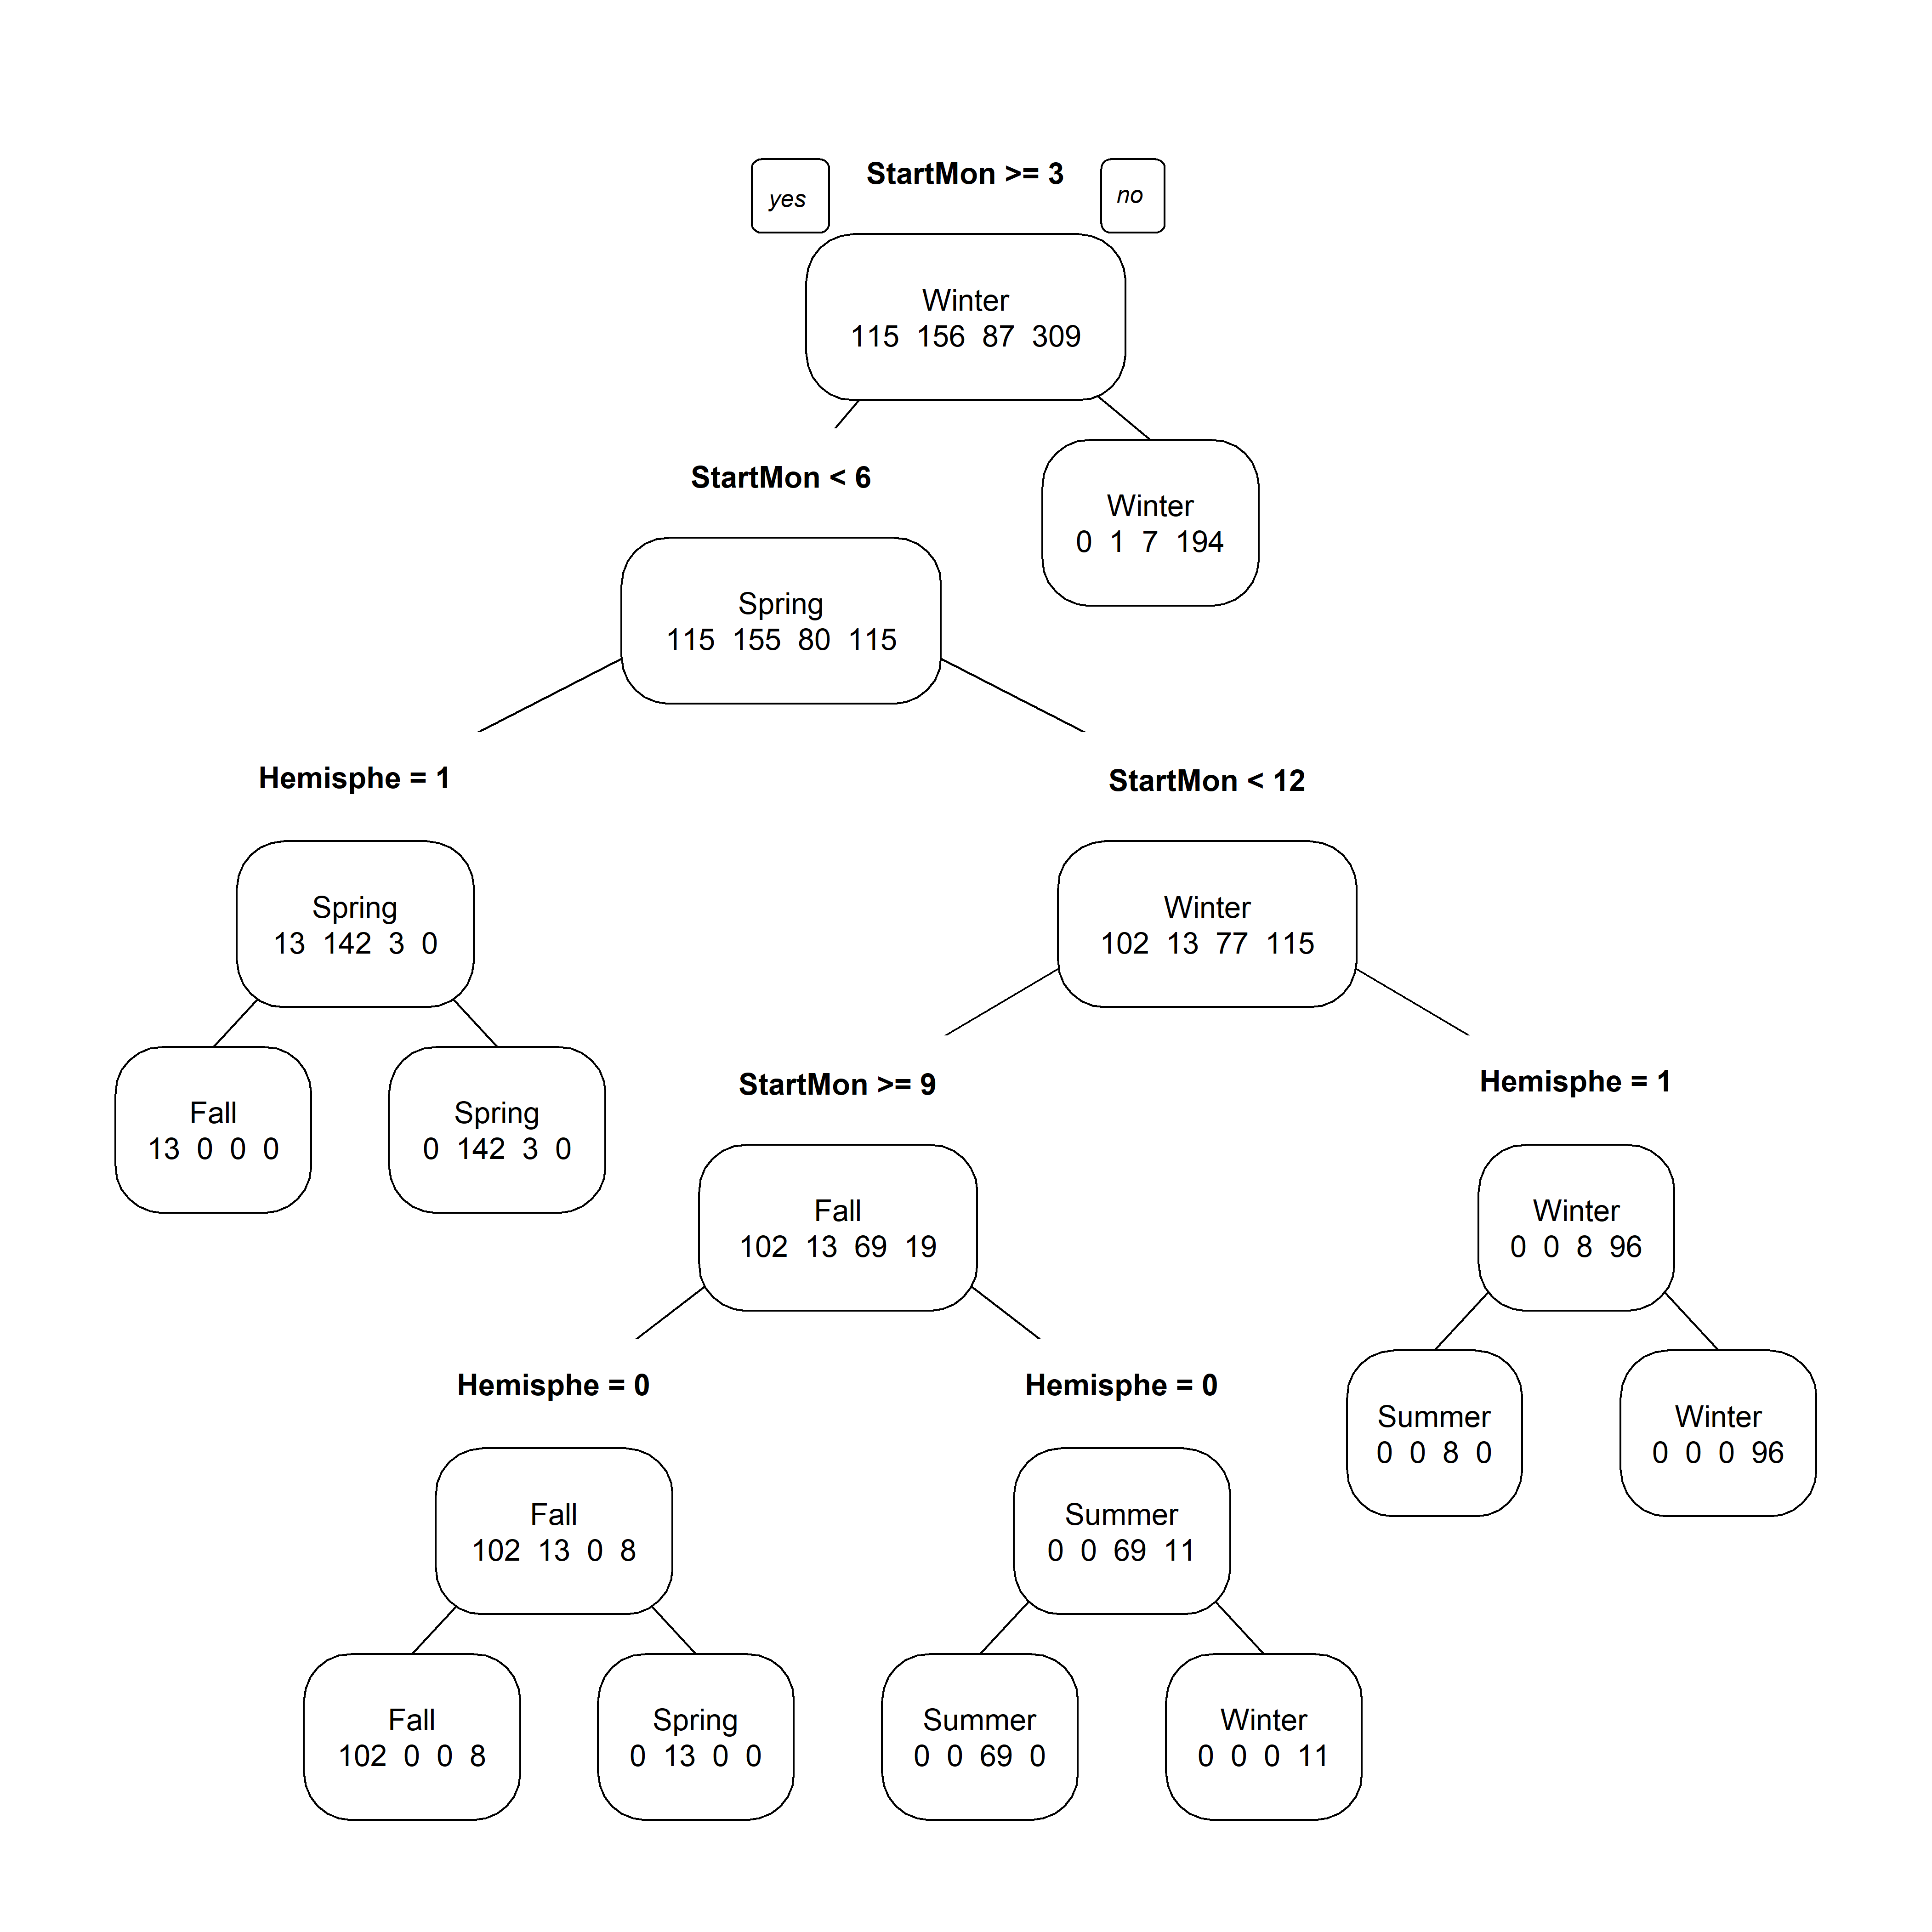 StartMon >= 3
yes
no
Winter
115 156 87 309
StartMon < 6
Winter
0 1 7 194
Spring
115 155 80 115
Hemisphe = 1
StartMon < 12
Spring
13 142 3 0
Winter
102 13 77 115
Fall
13 0 0 0
Spring
0 142 3 0
StartMon >= 9
Hemisphe = 1
Fall
102 13 69 19
Winter
0 0 8 96
Hemisphe = 0
Hemisphe = 0
Summer
0 0 8 0
Winter
0 0 0 96
Fall
102 13 0 8
Summer
0 0 69 11
Fall
102 0 0 8
Spring
0 13 0 0
Summer
0 0 69 0
Winter
0 0 0 11